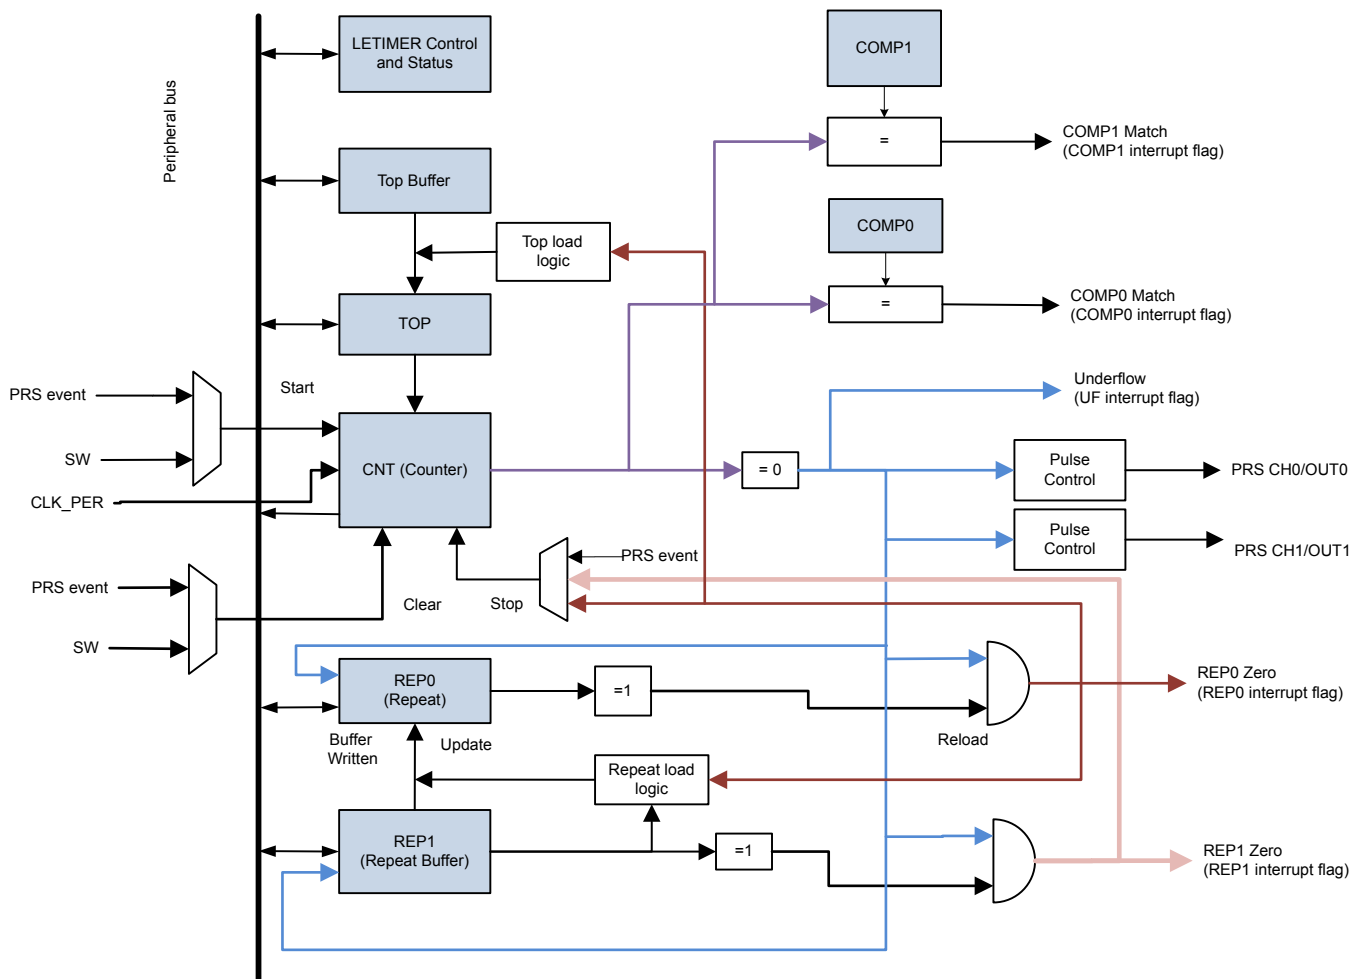 LETIMER Control
and Status
COMP1
Peripheral bus
=
COMP1 Match
(COMP1 interrupt flag)
Top Buffer
COMP0
Top load
logic
=
COMP0 Match
(COMP0 interrupt flag)
TOP
PRS event
Start
Underflow
(UF interrupt flag)
SW
CNT (Counter)
= 0
Pulse
Control
PRS CH0/OUT0
CLK_PER
Pulse
Control
PRS CH1/OUT1
PRS event
PRS event
Clear
Stop
SW
REP0
(Repeat)
=1
REP0 Zero
(REP0 interrupt flag)
Buffer
Written
Update
Reload
Repeat load
logic
REP1
(Repeat Buffer)
=1
REP1 Zero
(REP1 interrupt flag)